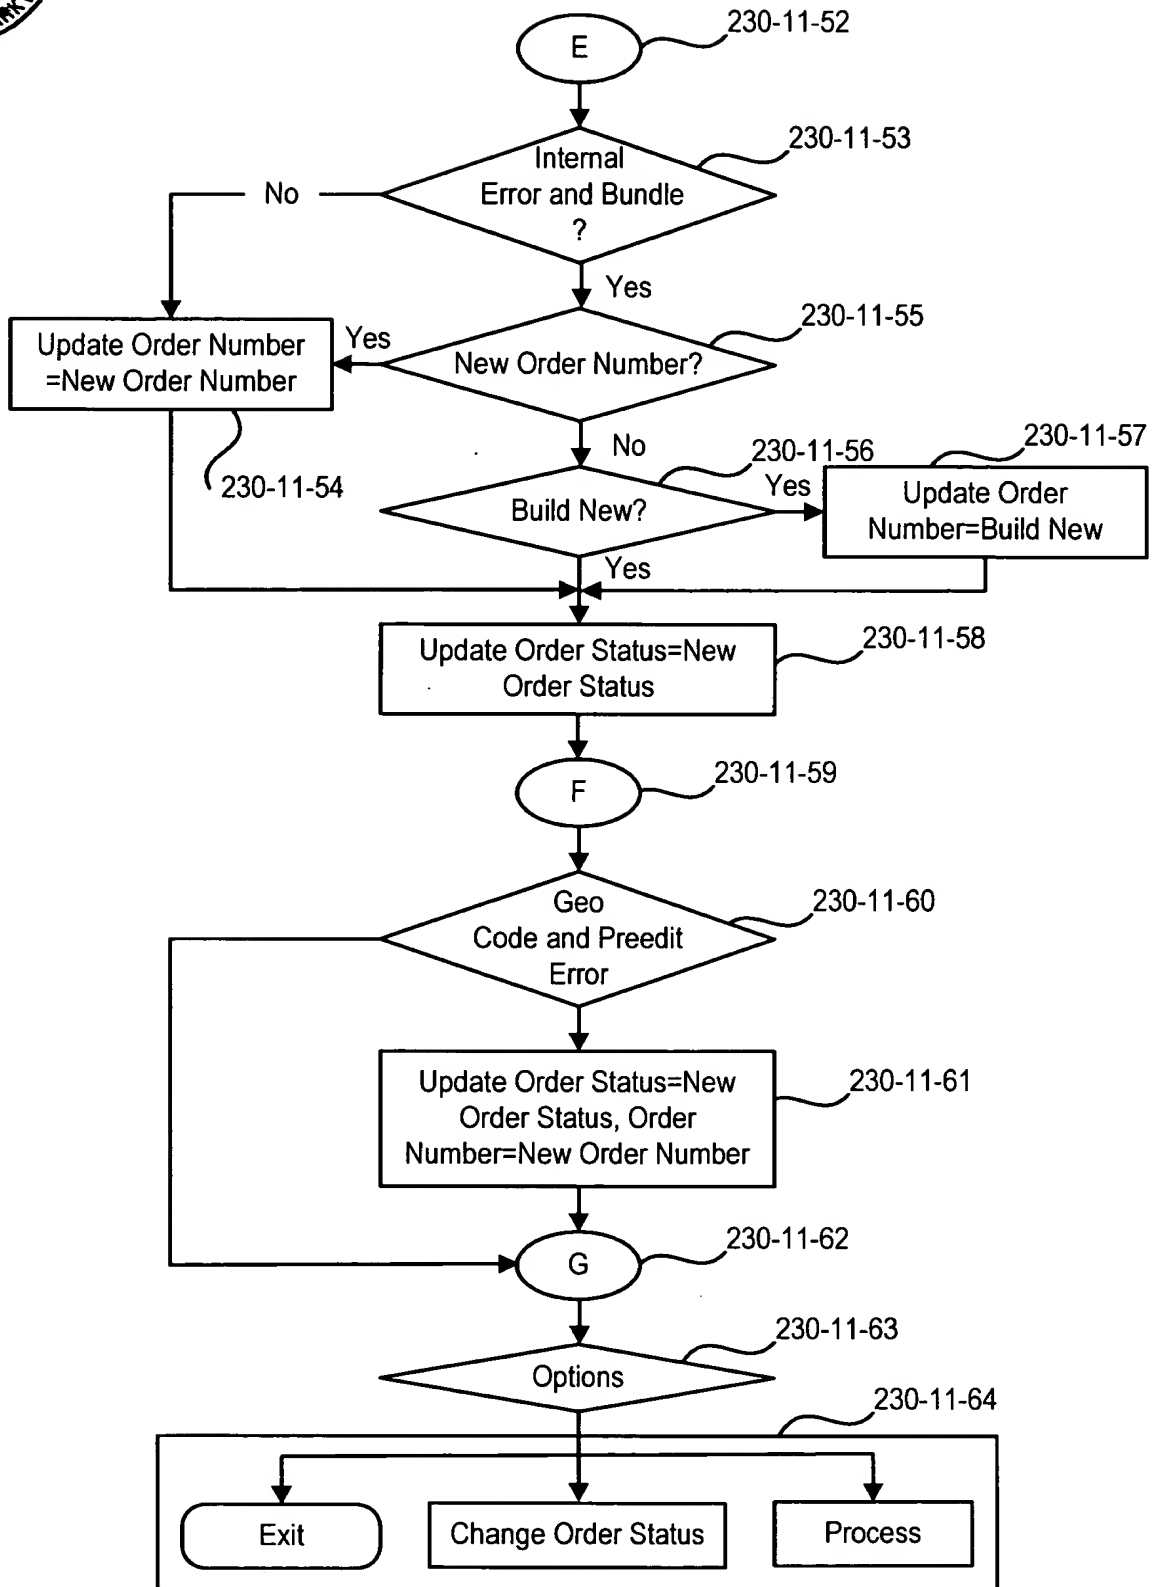 E
230-11-52
Internal
Error and Bundle
?
230-11-53
No
Yes
Update Order Number
=New Order Number
Yes
New Order Number?
230-11-55
230-11-54
No
Build New?
230-11-56
Yes
230-11-57
Update Order
Number=Build New
Yes
Update Order Status=New
Order Status
230-11-58
F
230-11-59
Geo
Code and Preedit
Error
230-11-60
Update Order Status=New
Order Status, Order
Number=New Order Number
230-11-61
G
230-11-62
Options
230-11-63
230-11-64
Exit
Change Order Status
Process